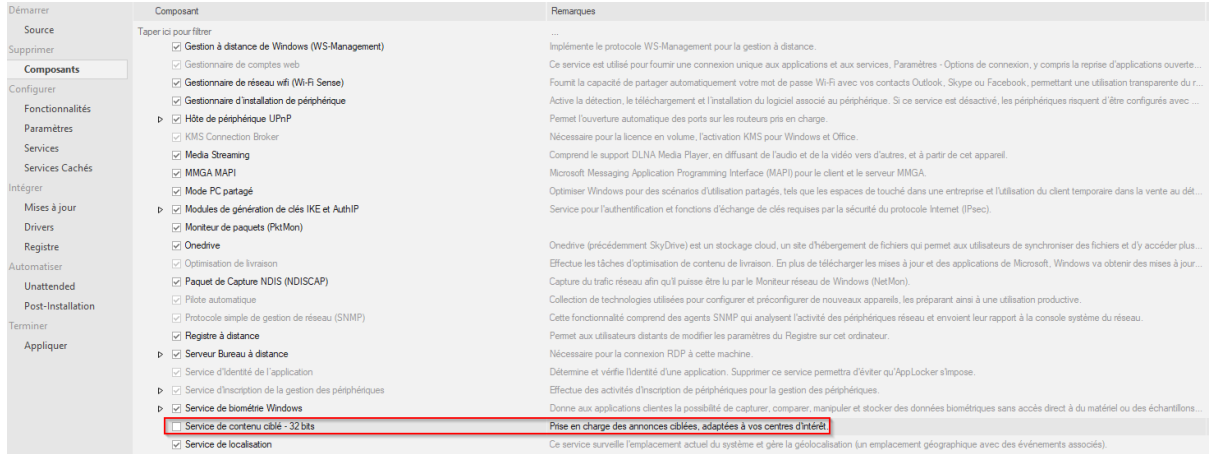 Démarrer
Source
Supprimer
Composants
Configurer
Fonctionnalités
Paramètres
Services
Services Cachés
Intégrer
Mises à jour
Drivers
Registre
Automatiser
Unattended
Post-Installation
Terminer
Appliquer
Composant Remarques
Taper ici pour filtrer ...
Gestion à distance de Windows (WS-Management) Implémente le protocole WS-Management pour la gestion à distance.
Gestionnaire de comptes web Ce service est utilisé pour fournir une connexion unique aux applications et aux services, Paramètres - Options de connexion, y compris la reprise d'applications ouverte...
Gestionnaire de réseau wifi (Wi-Fi Sense) Fournit la capacité de partager automatiquement votre mot de passe Wi-Fi avec vos contacts Outlook, Skype ou Facebook, permettant une utilisation transparente du r...
Gestionnaire d'installation de périphérique Active la détection, le téléchargement et l'installation du logiciel associé au périphérique. Si ce service est désactivé, les périphériques risquent d'être configurés avec ...
Hôte de périphérique UPnP Permet l'ouverture automatique des ports sur les routeurs pris en charge.
KMS Connection Broker Nécessaire pour la licence en volume, l'activation KMS pour Windows et Office.
Media Streaming Comprend le support DLNA Media Player, en diffusant de l'audio et de la vidéo vers d'autres, et à partir de cet appareil.
MMGA MAPI Microsoft Messaging Application Programming Interface (MAPI) pour le client et le serveur MMGA.
Mode PC partagé Optimiser Windows pour des scénarios d'utilisation partagés, tels que les espaces de touché dans une entreprise et l'utilisation du client temporaire dans la vente au dét...
Modules de génération de clés IKE et AuthIP Service pour l'authentification et fonctions d'échange de clés requises par la sécurité du protocole Internet (IPsec).
Moniteur de paquets (PktMon)
Onedrive Onedrive (précédemment SkyDrive) est un stockage cloud, un site d'hébergement de fichiers qui permet aux utilisateurs de synchroniser des fichiers et d'y accéder plus...
Optimisation de livraison Effectue les tâches d'optimisation de contenu de livraison. En plus de télécharger les mises à jour et des applications de Microsoft, Windows va obtenir des mises à jour...
Paquet de Capture NDIS (NDISCAP) Capture du trafic réseau afin qu'il puisse être lu par le Moniteur réseau de Windows (NetMon).
Pilote automatique Collection de technologies utilisées pour configurer et préconfigurer de nouveaux appareils, les préparant ainsi à une utilisation productive.
Protocole simple de gestion de réseau (SNMP) Cette fonctionnalité comprend des agents SNMP qui analysent l'activité des périphériques réseau et envoient leur rapport à la console système du réseau.
Registre à distance Permet aux utilisateurs distants de modifier les paramètres du Registre sur cet ordinateur.
Serveur Bureau à distance Nécessaire pour la connexion RDP à cette machine.
Service d'Identité de l'application Détermine et vérifie l'identité d'une application. Supprimer ce service permettra d'éviter qu'AppLocker s'impose.
Service d'inscription de la gestion des périphériques Effectue des activités d'inscription de périphériques pour la gestion des périphériques.
Service de biométrie Windows Donne aux applications clientes la possibilité de capturer, comparer, manipuler et stocker des données biométriques sans accès direct à du matériel ou des échantillons...
Service de contenu ciblé - 32 bits Prise en charge des annonces ciblées, adaptées à vos centres d'intérêt.
Service de localisation Ce service surveille l'emplacement actuel du système et gère la géolocalisation (un emplacement géographique avec des événements associés).